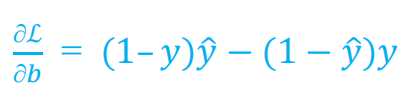 ∂ℒ/∂b = (1– y)ŷ − (1 − ŷ)y